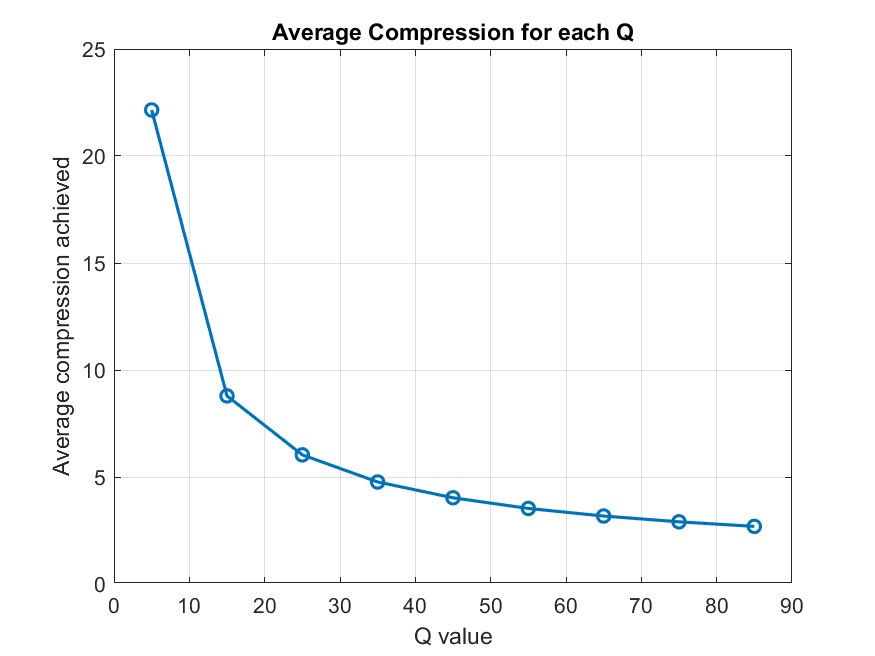 Average Compression for each Q
25
20
15
10
5
0
Average compression achieved
0 10 20 30 40 50 60 70 80 90
Q value